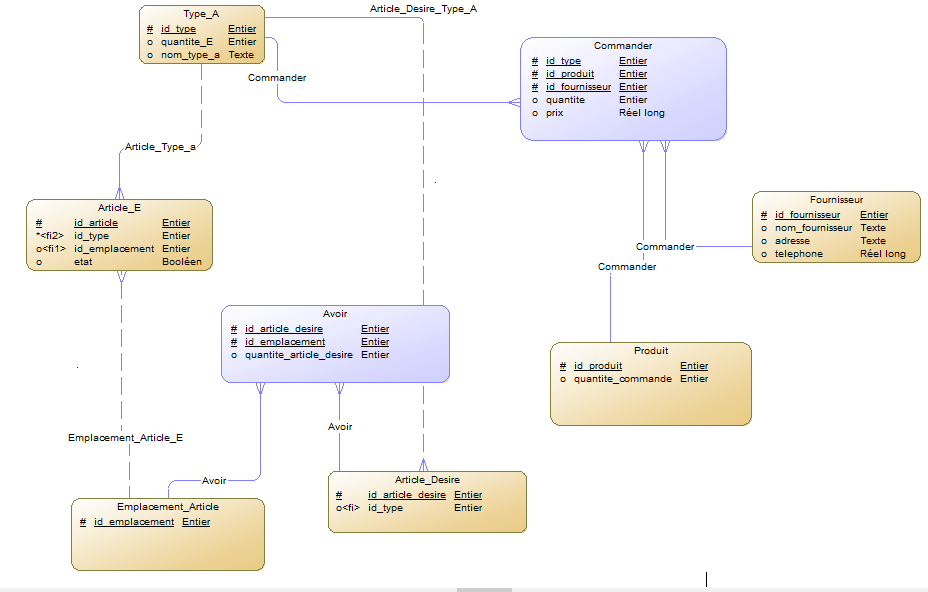 Article_Desire_Type_A
Type_A
# id_type Entier
o quantite_E Entier
o nom_type_a Texte
Commander
Commander
# id_type Entier
# id_produit Entier
# id_fournisseur Entier
o quantite Entier
o prix Réel long
Article_Type_a
Article_E
# id_article Entier
*<fi2> id_type Entier
o<fi1> id_emplacement Entier
o etat Booléen
Fournisseur
# id_fournisseur Entier
o nom_fournisseur Texte
o adresse Texte
o telephone Réel long
Commander
Commander
Avoir
# id_article_desire Entier
# id_emplacement Entier
o quantite_article_desire Entier
Produit
# id_produit Entier
o quantite_commande Entier
Avoir
Emplacement_Article_E
Avoir
Article_Desire
# id_article_desire Entier
o<fi> id_type Entier
Emplacement_Article
# id_emplacement Entier